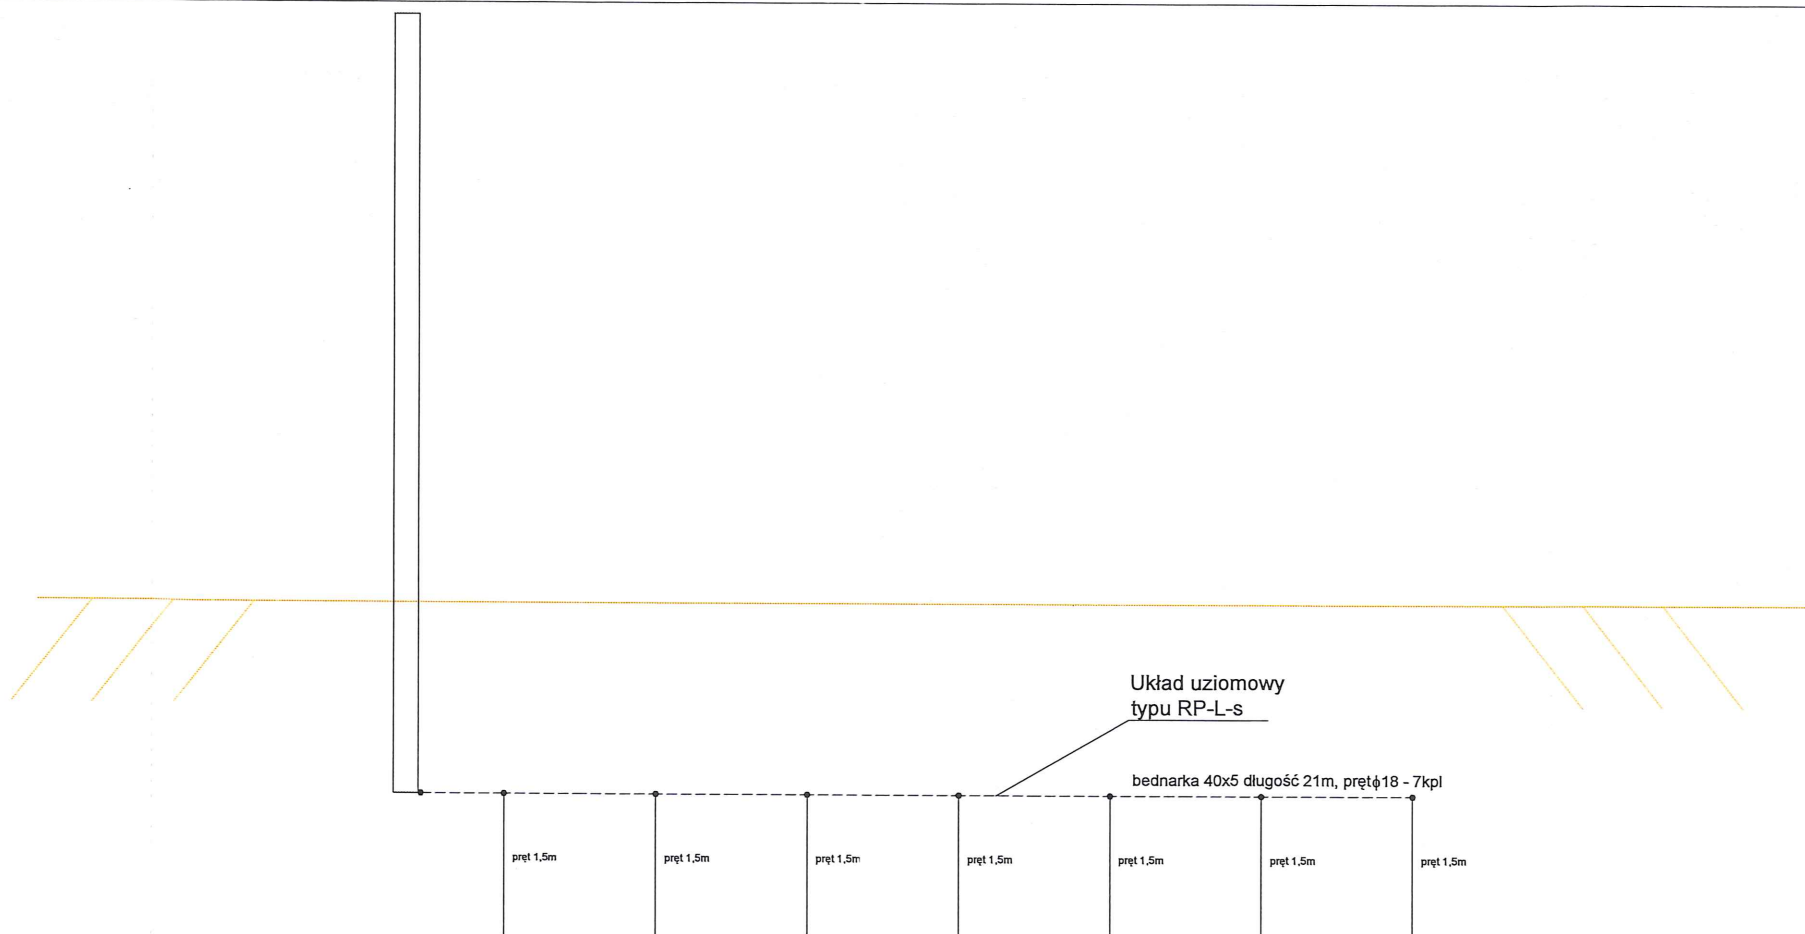 Układ uziomowy
typu RP-L-s
bednarka 40x5 długość 21m, prętϕ18 - 7kpl
pręt 1,5m
pręt 1,5m
pręt 1,5m
pręt 1,5m
pręt 1,5m
pręt 1,5m
pręt 1,5m